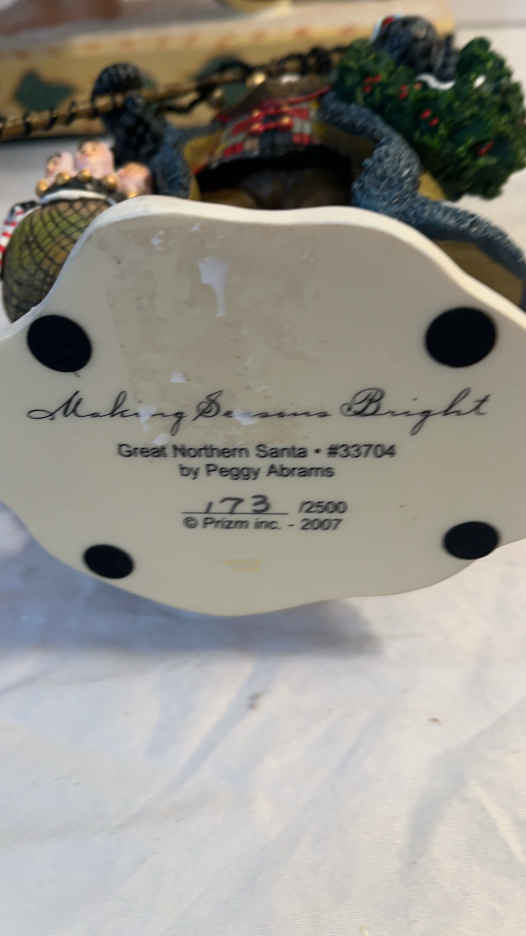 Making Seasons Bright
Great Northern Santa • #33704
by Peggy Abrams
173 /2500
© Prizm inc. - 2007